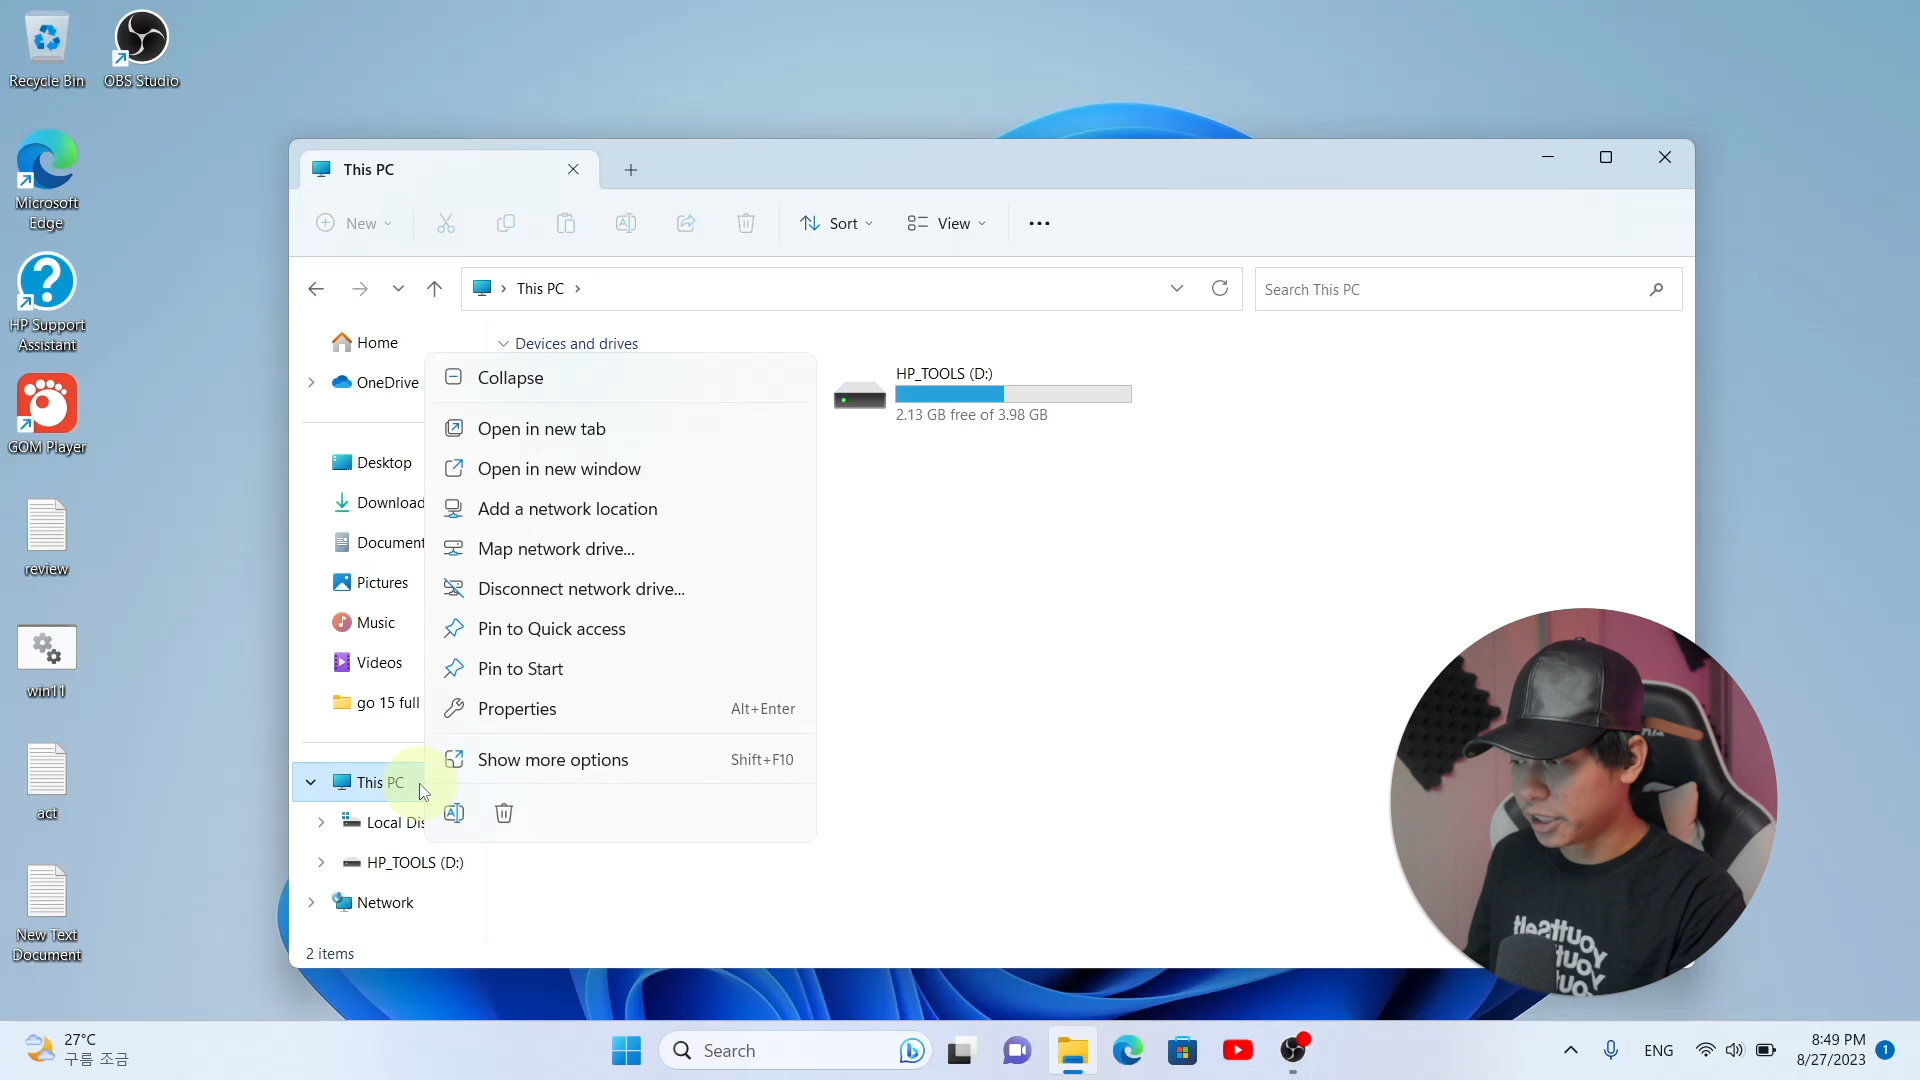 Recycle Bin
OBS Studio
Microsoft
Edge
HP Support
Assistant
GOM Player
review
win11
act
New Text
Document
This PC
New
Sort
View
This PC
Search This PC
Home
OneDrive
Desktop
Download
Document
Pictures
Music
Videos
go 15 full
This PC
Local Dis
HP_TOOLS (D:)
Network
2 items
Devices and drives
HP_TOOLS (D:)
2.13 GB free of 3.98 GB
Collapse
Open in new tab
Open in new window
Add a network location
Map network drive...
Disconnect network drive...
Pin to Quick access
Pin to Start
Properties Alt+Enter
Show more options Shift+F10
27°C
구름 조금
Search
ENG
8:49 PM
8/27/2023
1